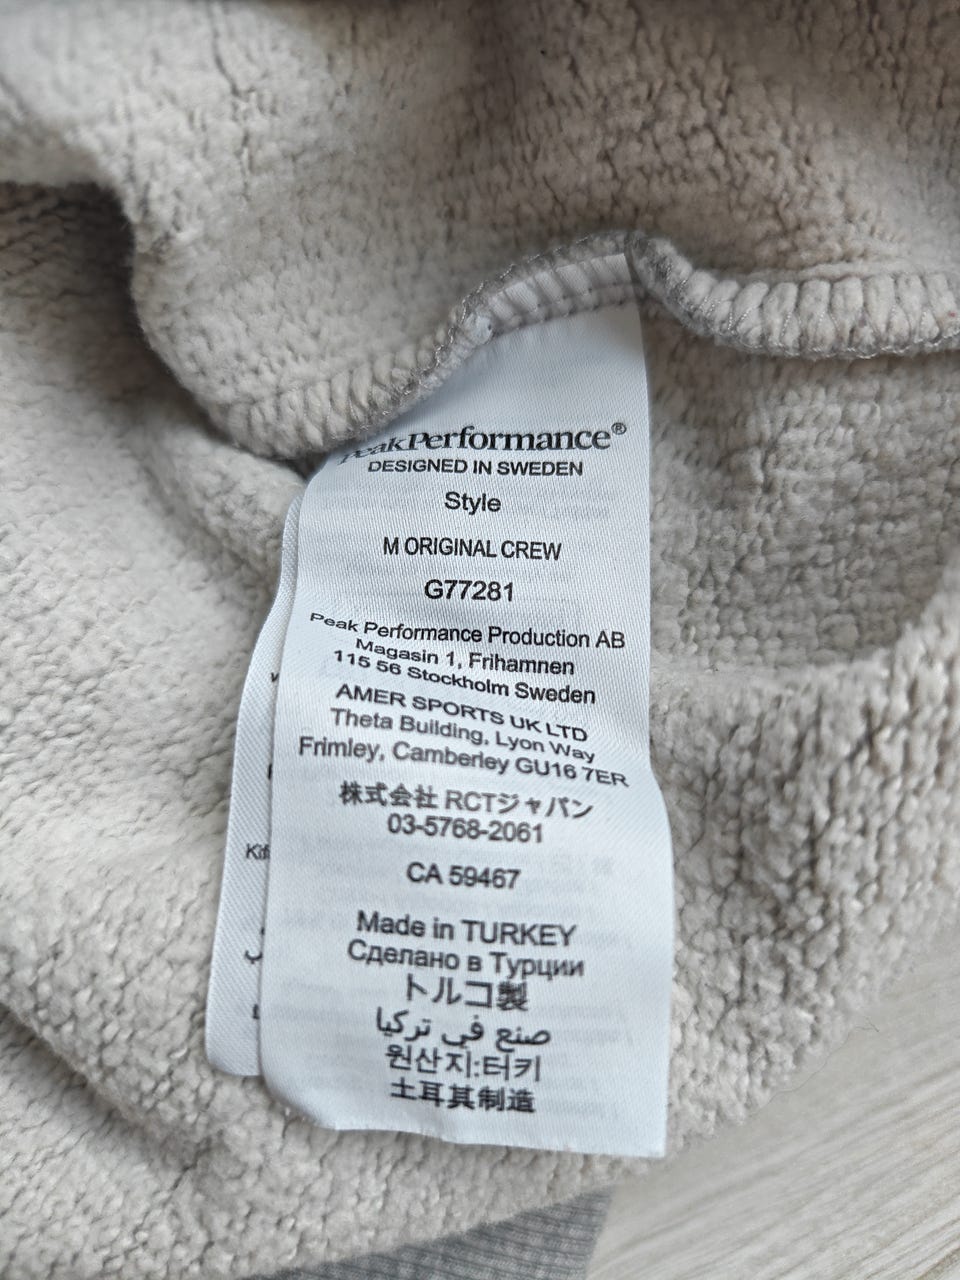 PeakPerformance®
DESIGNED IN SWEDEN
Style
M ORIGINAL CREW
G77281
Peak Performance Production AB
Magasin 1, Frihamnen
115 56 Stockholm Sweden
AMER SPORTS UK LTD
Theta Building, Lyon Way
Frimley, Camberley GU16 7ER
株式会社 RCTジャパン
03-5768-2061
CA 59467
Made in TURKEY
Сделано в Турции
トルコ製
صنع في تركيا
원산지:터키
土耳其制造